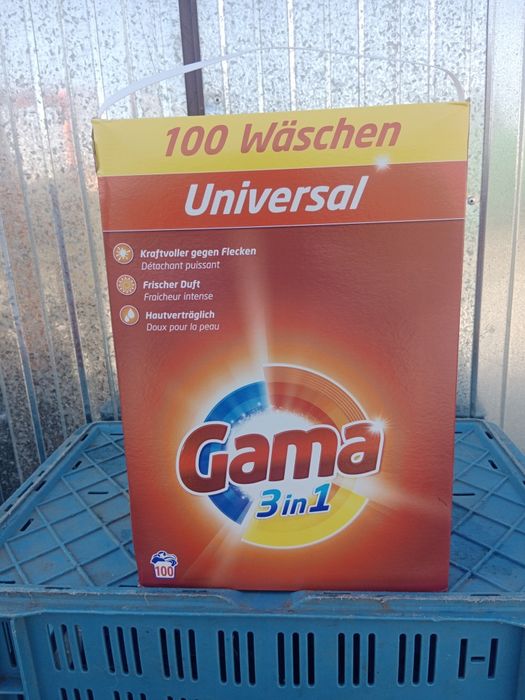 100 Wäschen
Universal
Kraftvoller gegen Flecken
Détachant puissant
Frischer Duft
Fraicheur intense
Hautverträglich
Doux pour la peau
Gama
3in1
100